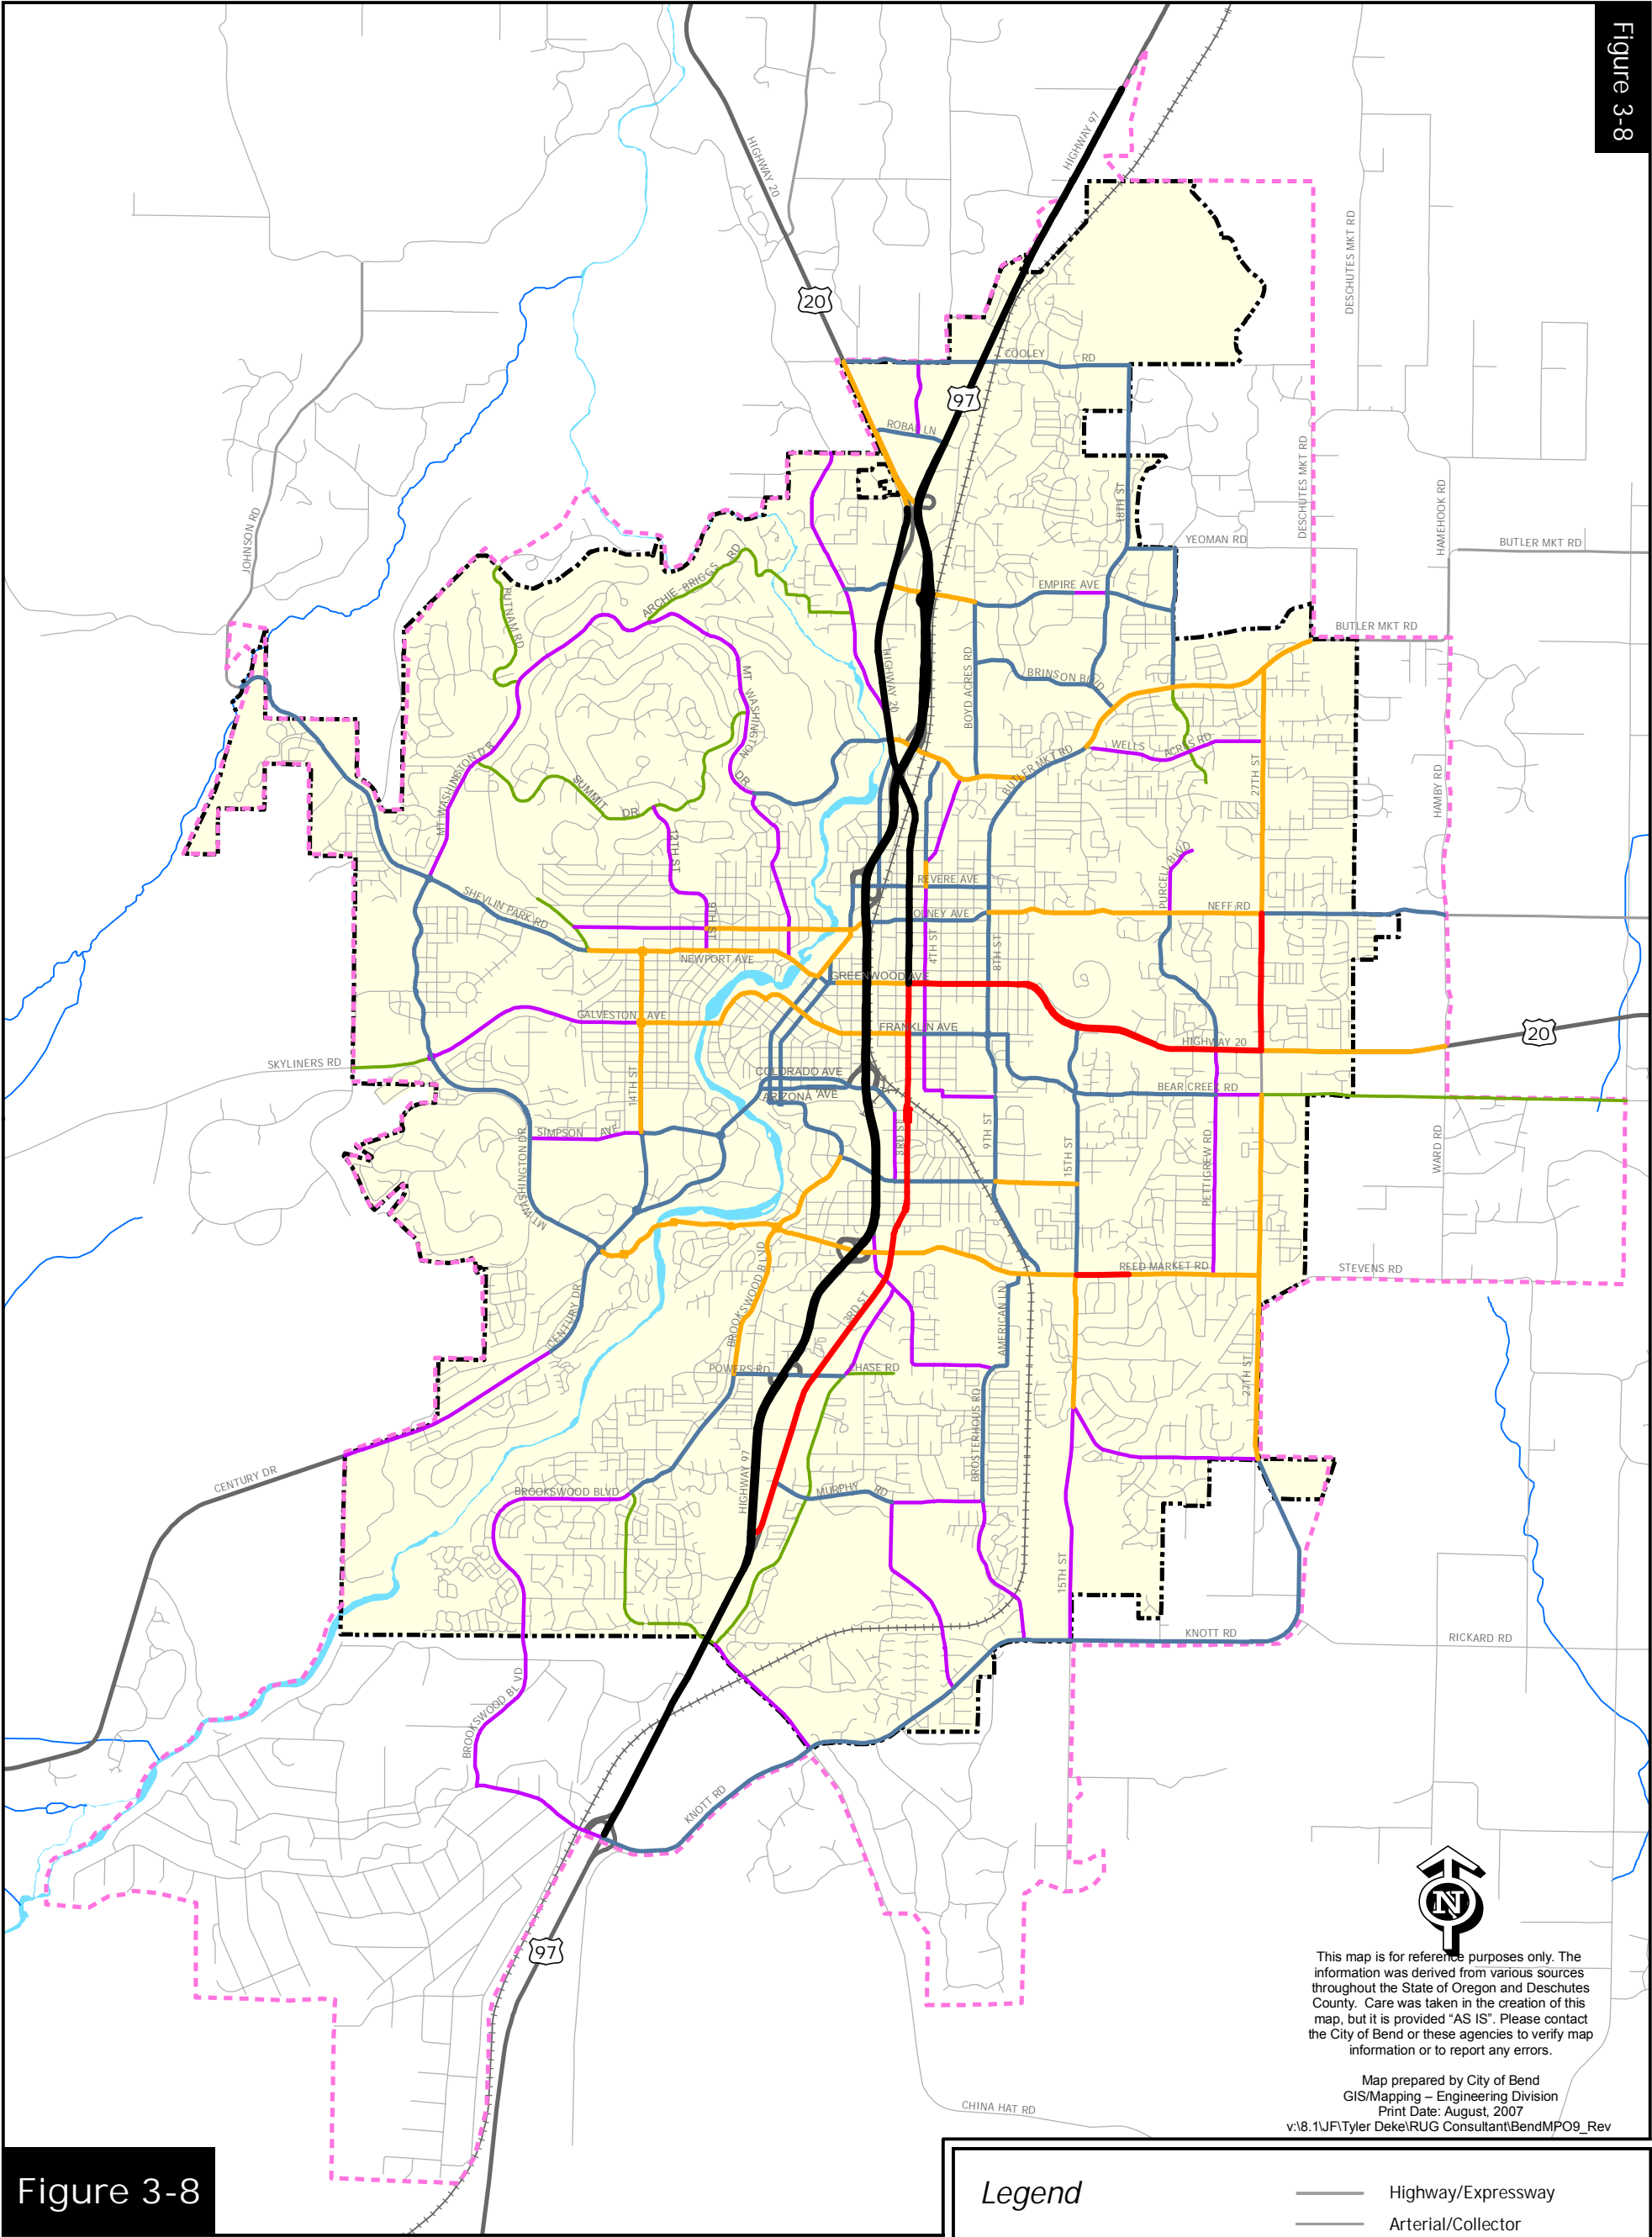 Figure 3-8
HIGHWAY 97
HIGHWAY 20
DESCHUTES MKT RD
20
COOLEY RD
97
ROBAL LN
DESCHUTES MKT RD
HAMEHOOK RD
18TH ST
JOHNSON RD
YEOMAN RD
BUTLER MKT RD
ARCHIE BRIGGS RD
EMPIRE AVE
PUTNAM RD
BUTLER MKT RD
HIGHWAY 20
BOYD ACRES RD
BRINSON BLVD
MT WASHINGTON DR
MT WASHINGTON DR
BUTLER MKT RD
WELLS ACRES RD
27TH ST
HAMBY RD
SUMMIT DR
12TH ST
PURCELL BLVD
REVERE AVE
SHEVLIN PARK RD
9TH ST
OLNEY AVE
NEFF RD
4TH ST
8TH ST
NEWPORT AVE
GREENWOOD AVE
GALVESTON AVE
FRANKLIN AVE
HIGHWAY 20
20
SKYLINERS RD
COLORADO AVE
ARIZONA AVE
BEAR CREEK RD
14TH ST
SIMPSON AVE
3RD ST
9TH ST
15TH ST
PETTIGREW RD
WARD RD
MT WASHINGTON DR
REED MARKET RD
STEVENS RD
BROOKSWOOD BLVD
AMERICAN LN
CENTURY DR
3RD ST
POWERS RD
CHASE RD
27TH ST
BROSTERHOUS RD
CENTURY DR
HIGHWAY 97
BROOKSWOOD BLVD
MURPHY RD
15TH ST
KNOTT RD
RICKARD RD
BROOKSWOOD BLVD
KNOTT RD
97
N
This map is for reference purposes only. The
information was derived from various sources
throughout the State of Oregon and Deschutes
County. Care was taken in the creation of this
map, but it is provided “AS IS”. Please contact
the City of Bend or these agencies to verify map
information or to report any errors.
Map prepared by City of Bend
GIS/Mapping – Engineering Division
Print Date: August, 2007
v:\8.1\JF\Tyler Deke\RUG Consultant\BendMPO9_Rev
CHINA HAT RD
Figure 3-8
Legend
Highway/Expressway
Arterial/Collector